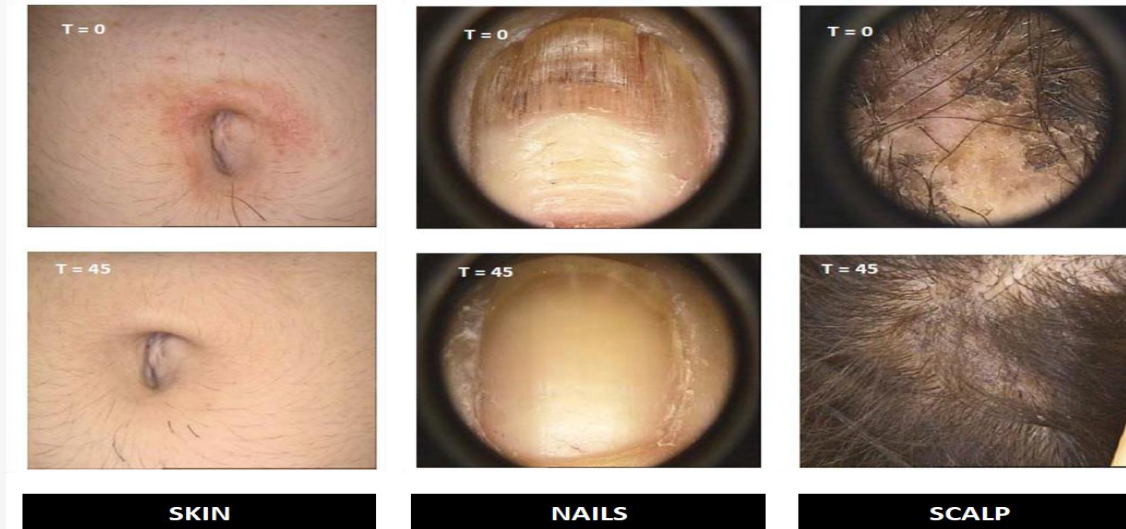 T = 0
T = 0
T = 0
T = 45
T = 45
T = 45
SKIN
NAILS
SCALP